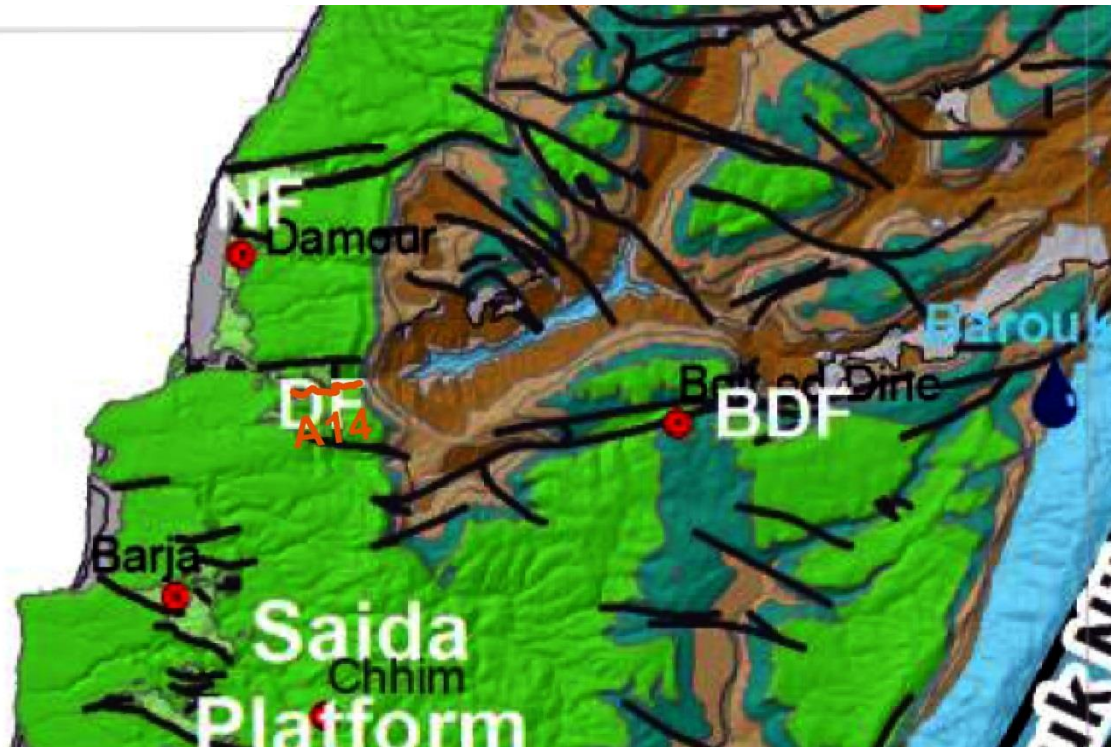 NF
Damour
Barouk
Beit ed-Dine
DF
BDF
A14
Barja
Saida
Chhim
Platform